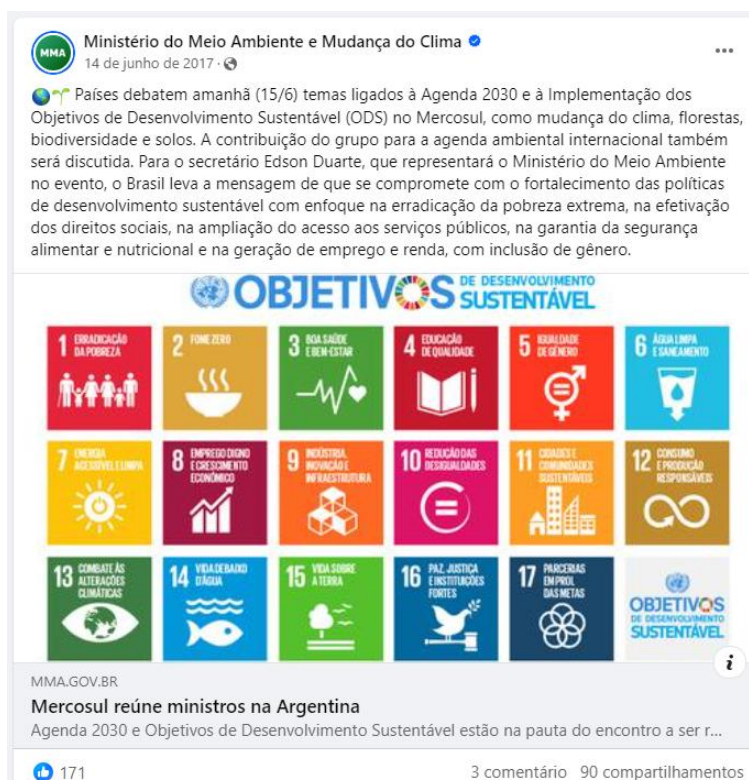 MMA
Ministério do Meio Ambiente e Mudança do Clima
14 de junho de 2017 ·
Países debatem amanhã (15/6) temas ligados à Agenda 2030 e à Implementação dos
Objetivos de Desenvolvimento Sustentável (ODS) no Mercosul, como mudança do clima, florestas,
biodiversidade e solos. A contribuição do grupo para a agenda ambiental internacional também
será discutida. Para o secretário Edson Duarte, que representará o Ministério do Meio Ambiente
no evento, o Brasil leva a mensagem de que se compromete com o fortalecimento das políticas
de desenvolvimento sustentável com enfoque na erradicação da pobreza extrema, na efetivação
dos direitos sociais, na ampliação do acesso aos serviços públicos, na garantia da segurança
alimentar e nutricional e na geração de emprego e renda, com inclusão de gênero.
OBJETIVOS DE DESENVOLVIMENTO
SUSTENTÁVEL
1 ERRADICAÇÃO
DA POBREZA
2 FOME ZERO
3 BOA SAÚDE
E BEM-ESTAR
4 EDUCAÇÃO
DE QUALIDADE
5 IGUALDADE
DE GÊNERO
6 ÁGUA LIMPA
E SANEAMENTO
7 ENERGIA
ACESSÍVEL E LIMPA
8 EMPREGO DIGNO
E CRESCIMENTO
ECONÔMICO
9 INDÚSTRIA,
INOVAÇÃO E
INFRAESTRUTURA
10 REDUÇÃO DAS
DESIGUALDADES
11 CIDADES E
COMUNIDADES
SUSTENTÁVEIS
12 CONSUMO
E PRODUÇÃO
RESPONSÁVEIS
13 COMBATE ÀS
ALTERAÇÕES
CLIMÁTICAS
14 VIDA DEBAIXO
D'ÁGUA
15 VIDA SOBRE
A TERRA
16 PAZ, JUSTIÇA
E INSTITUIÇÕES
FORTES
17 PARCERIAS
EM PROL
DAS METAS
OBJETIVOS
DE DESENVOLVIMENTO
SUSTENTÁVEL
i
MMA.GOV.BR
Mercosul reúne ministros na Argentina
Agenda 2030 e Objetivos de Desenvolvimento Sustentável estão na pauta do encontro a ser r...
171
3 comentário 90 compartilhamentos